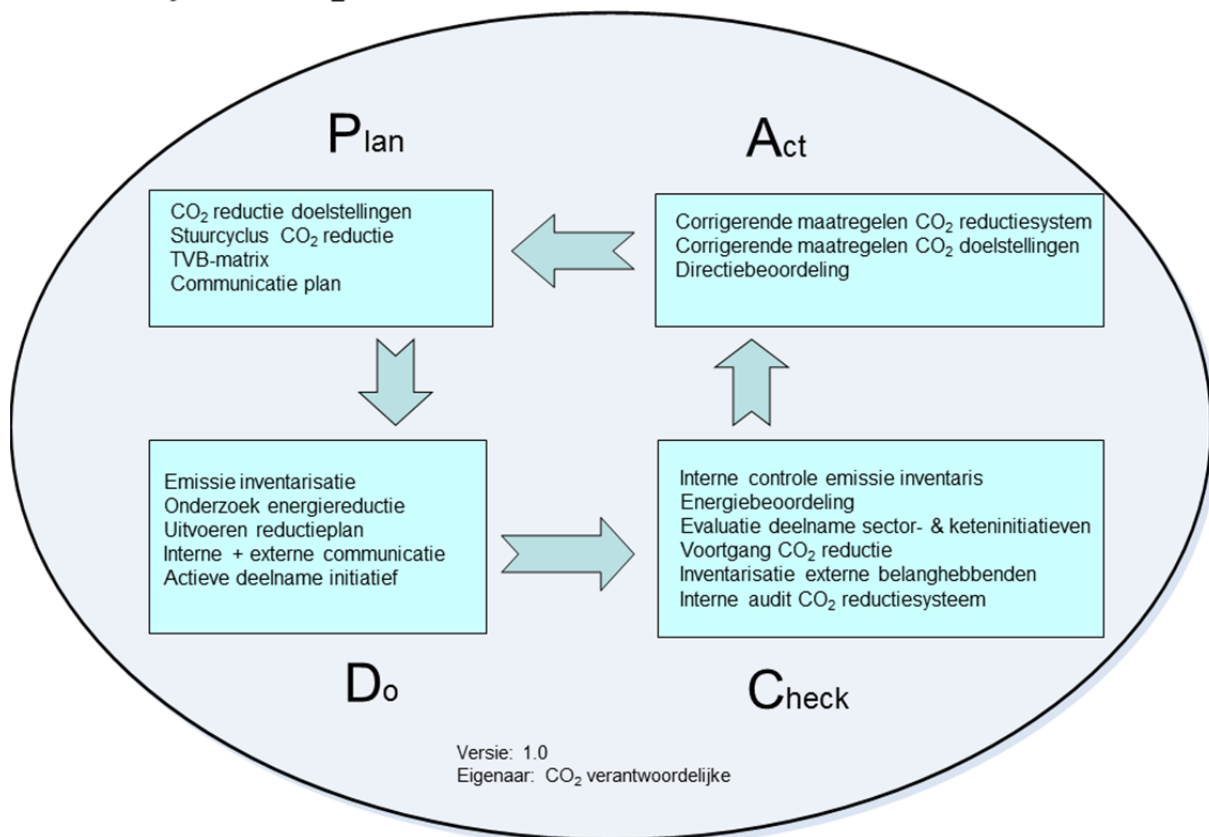 Plan
CO₂ reductie doelstellingen
Stuurcyclus CO₂ reductie
TVB-matrix
Communicatie plan
Act
Corrigerende maatregelen CO₂ reductiesystem
Corrigerende maatregelen CO₂ doelstellingen
Directiebeoordeling
Emissie inventarisatie
Onderzoek energiereductie
Uitvoeren reductieplan
Interne + externe communicatie
Actieve deelname initiatief
Do
Interne controle emissie inventaris
Energiebeoordeling
Evaluatie deelname sector- & keteninitiatieven
Voortgang CO₂ reductie
Inventarisatie externe belanghebbenden
Interne audit CO₂ reductiesysteem
Check
Versie: 1.0
Eigenaar: CO₂ verantwoordelijke